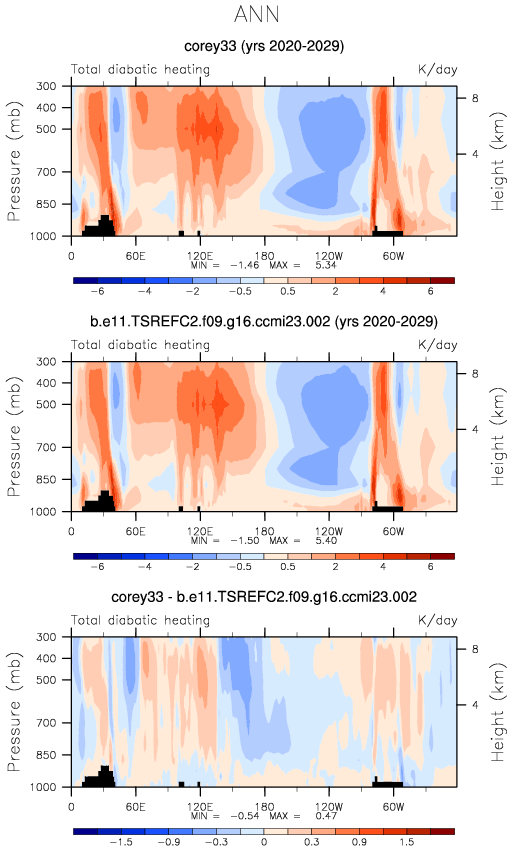 ANN
corey33 (yrs 2020-2029)
Total diabatic heating K/day
300
400
500
700
850
1000
Pressure (mb)
8
4
Height (km)
0 60E 120E 180 120W 60W
MIN = -1.46 MAX = 5.34
-6 -4 -2 -0.5 0.5 2 4 6
b.e11.TSREFC2.f09.g16.ccmi23.002 (yrs 2020-2029)
Total diabatic heating K/day
300
400
500
700
850
1000
Pressure (mb)
8
4
Height (km)
0 60E 120E 180 120W 60W
MIN = -1.50 MAX = 5.40
-6 -4 -2 -0.5 0.5 2 4 6
corey33 - b.e11.TSREFC2.f09.g16.ccmi23.002
Total diabatic heating K/day
300
400
500
700
850
1000
Pressure (mb)
8
4
Height (km)
0 60E 120E 180 120W 60W
MIN = -0.54 MAX = 0.47
-1.5 -0.9 -0.3 0 0.3 0.9 1.5